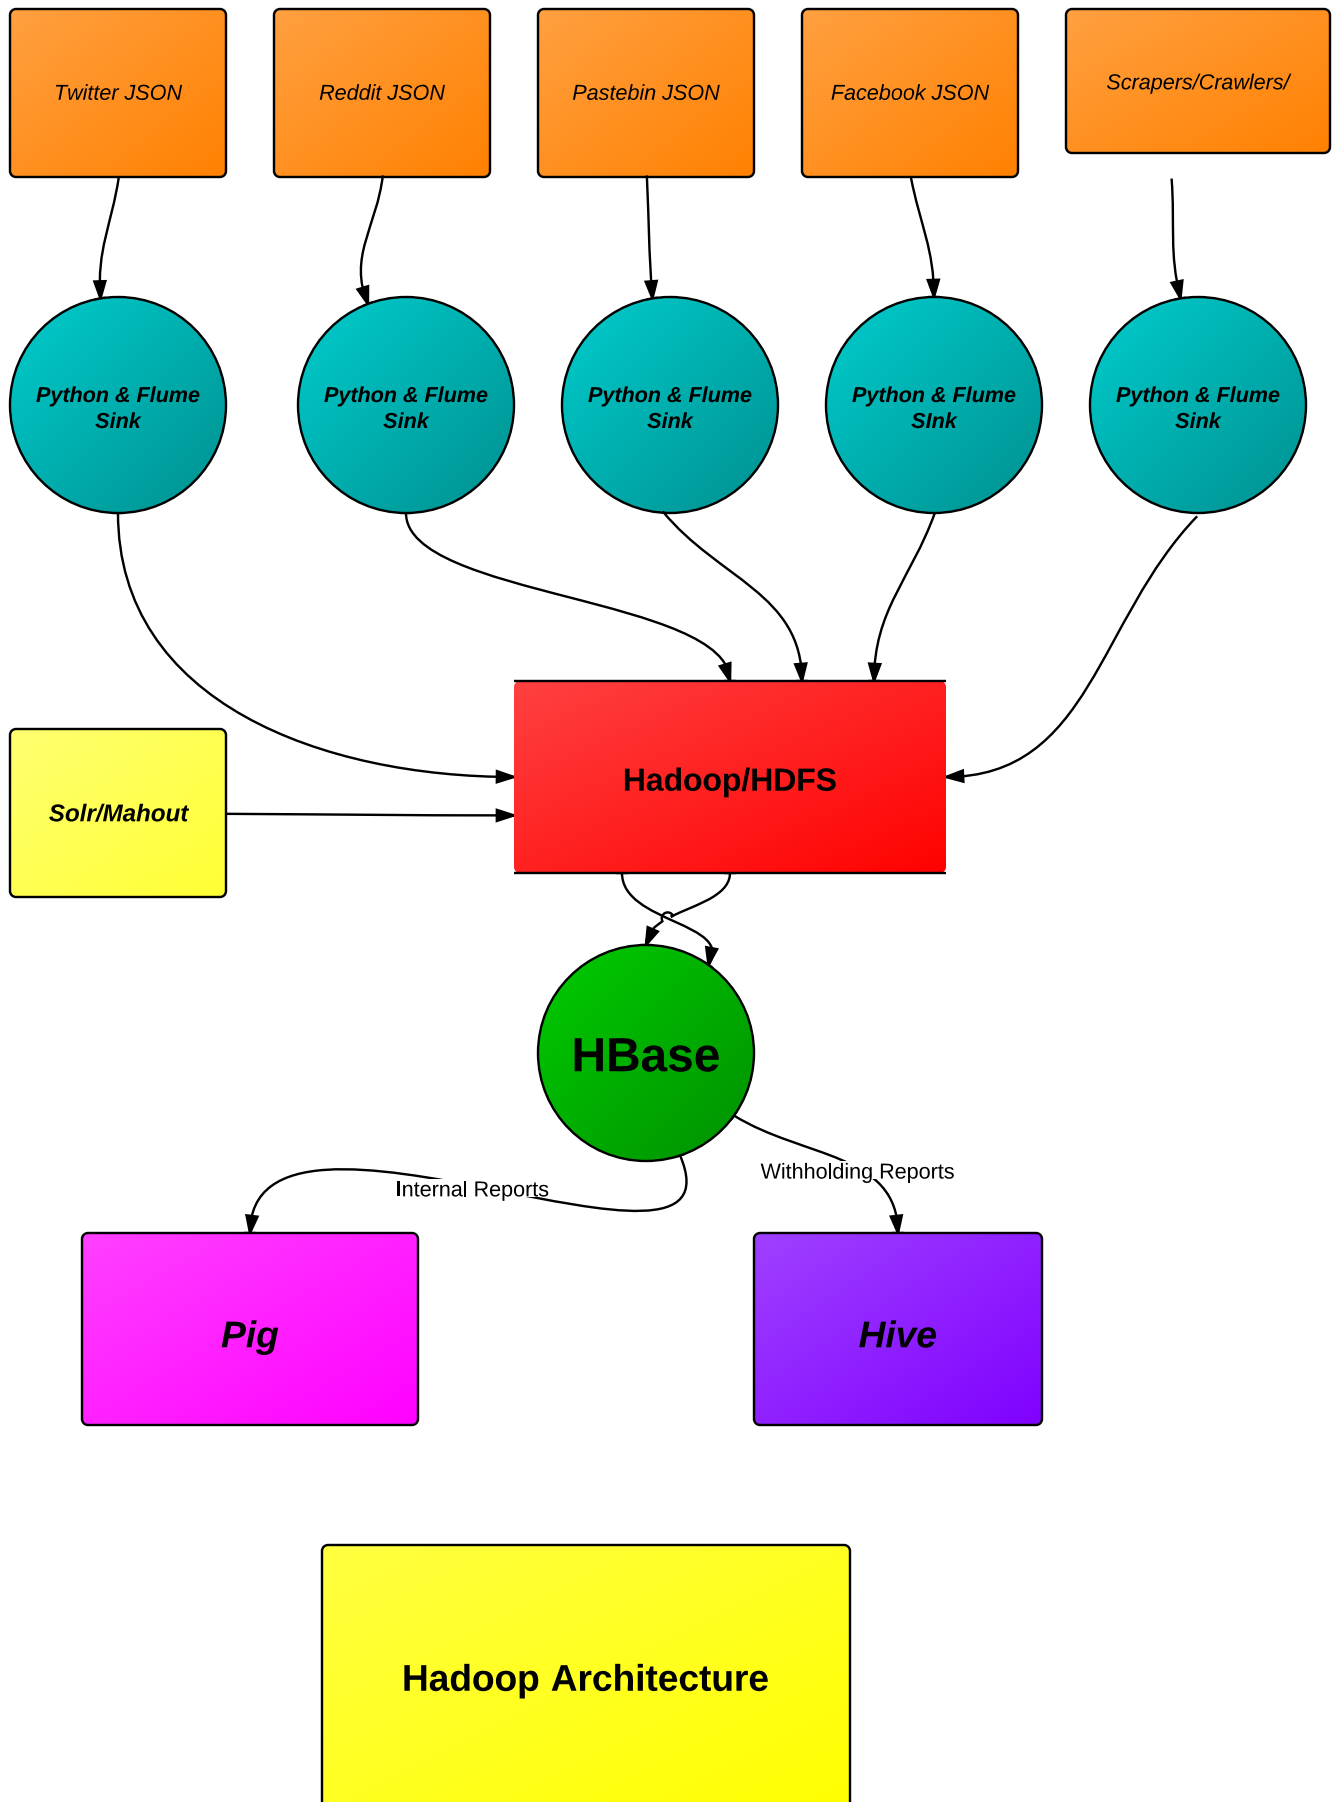 Twitter JSON
Reddit JSON
Pastebin JSON
Facebook JSON
Scrapers/Crawlers/
Python & Flume
Sink
Python & Flume
Sink
Python & Flume
Sink
Python & Flume
SInk
Python & Flume
Sink
Hadoop/HDFS
Solr/Mahout
HBase
Internal Reports
Withholding Reports
Pig
Hive
Hadoop Architecture